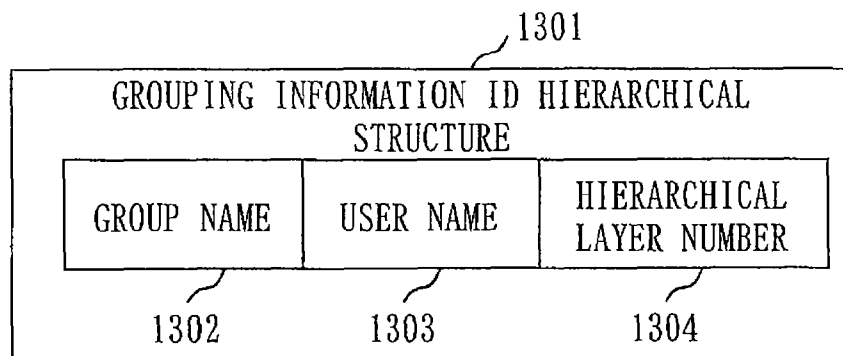 1301
GROUPING INFORMATION ID HIERARCHICAL
STRUCTURE
GROUP NAME
USER NAME
HIERARCHICAL
LAYER NUMBER
1302
1303
1304